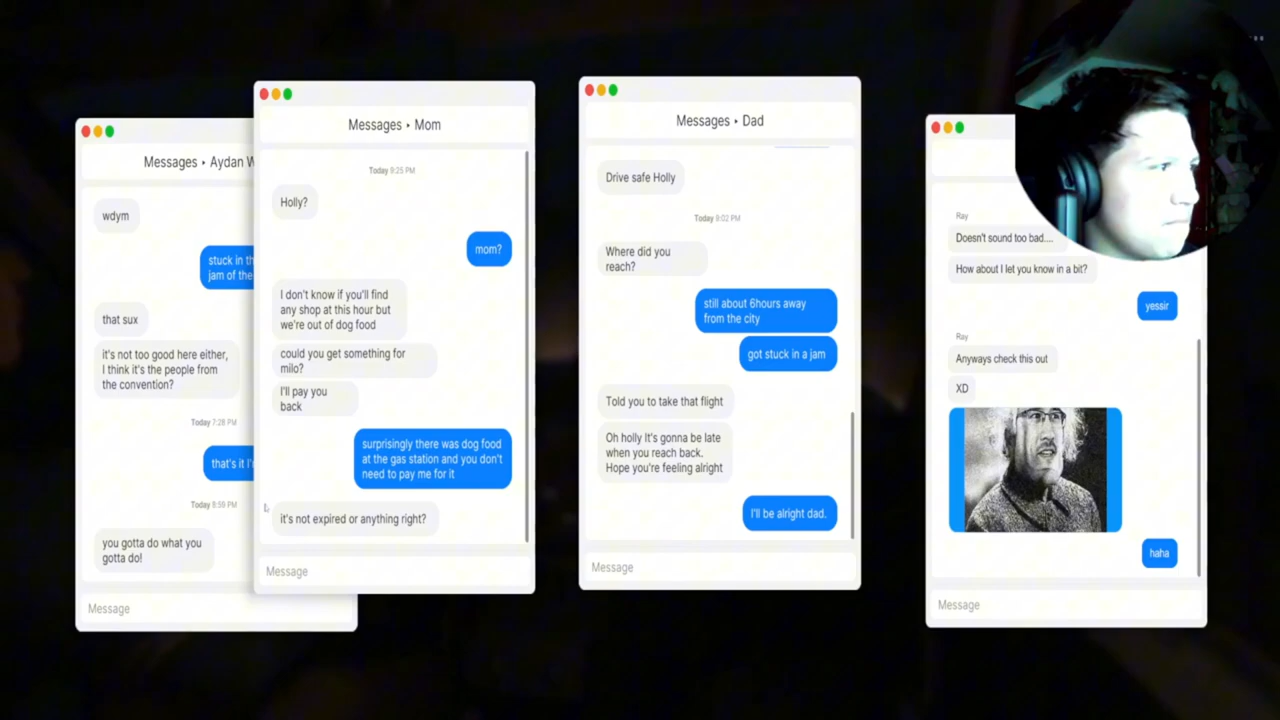 Messages ▸ Aydan W
wdym
stuck in th
jam of the
that sux
it's not too good here either,
I think it's the people from
the convention?
Today 7:28 PM
that's it I'
Today 8:59 PM
you gotta do what you
gotta do!
Message
Messages ▸ Mom
Today 9:25 PM
Holly?
mom?
I don't know if you'll find
any shop at this hour but
we're out of dog food
could you get something for
milo?
I'll pay you
back
surprisingly there was dog food
at the gas station and you don't
need to pay me for it
it's not expired or anything right?
Message
Messages ▸ Dad
Drive safe Holly
Today 9:02 PM
Where did you
reach?
still about 6hours away
from the city
got stuck in a jam
Told you to take that flight
Oh holly It's gonna be late
when you reach back.
Hope you're feeling alright
I'll be alright dad.
Message
Ray
Doesn't sound too bad....
How about I let you know in a bit?
yessir
Ray
Anyways check this out
XD
haha
Message